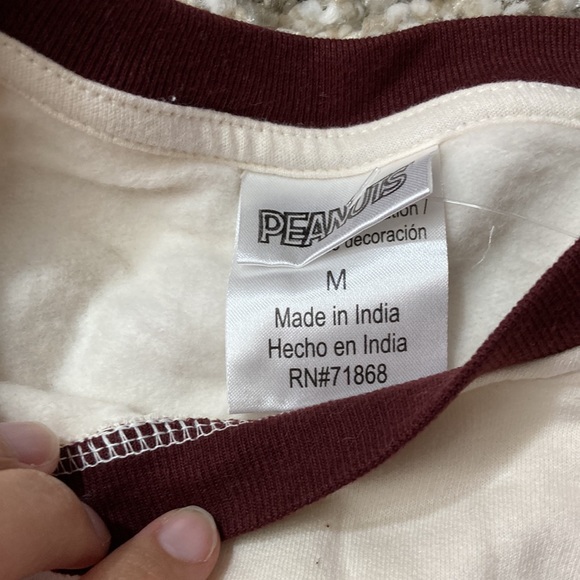 PEANUTS
decoración
M
Made in India
Hecho en India
RN#71868